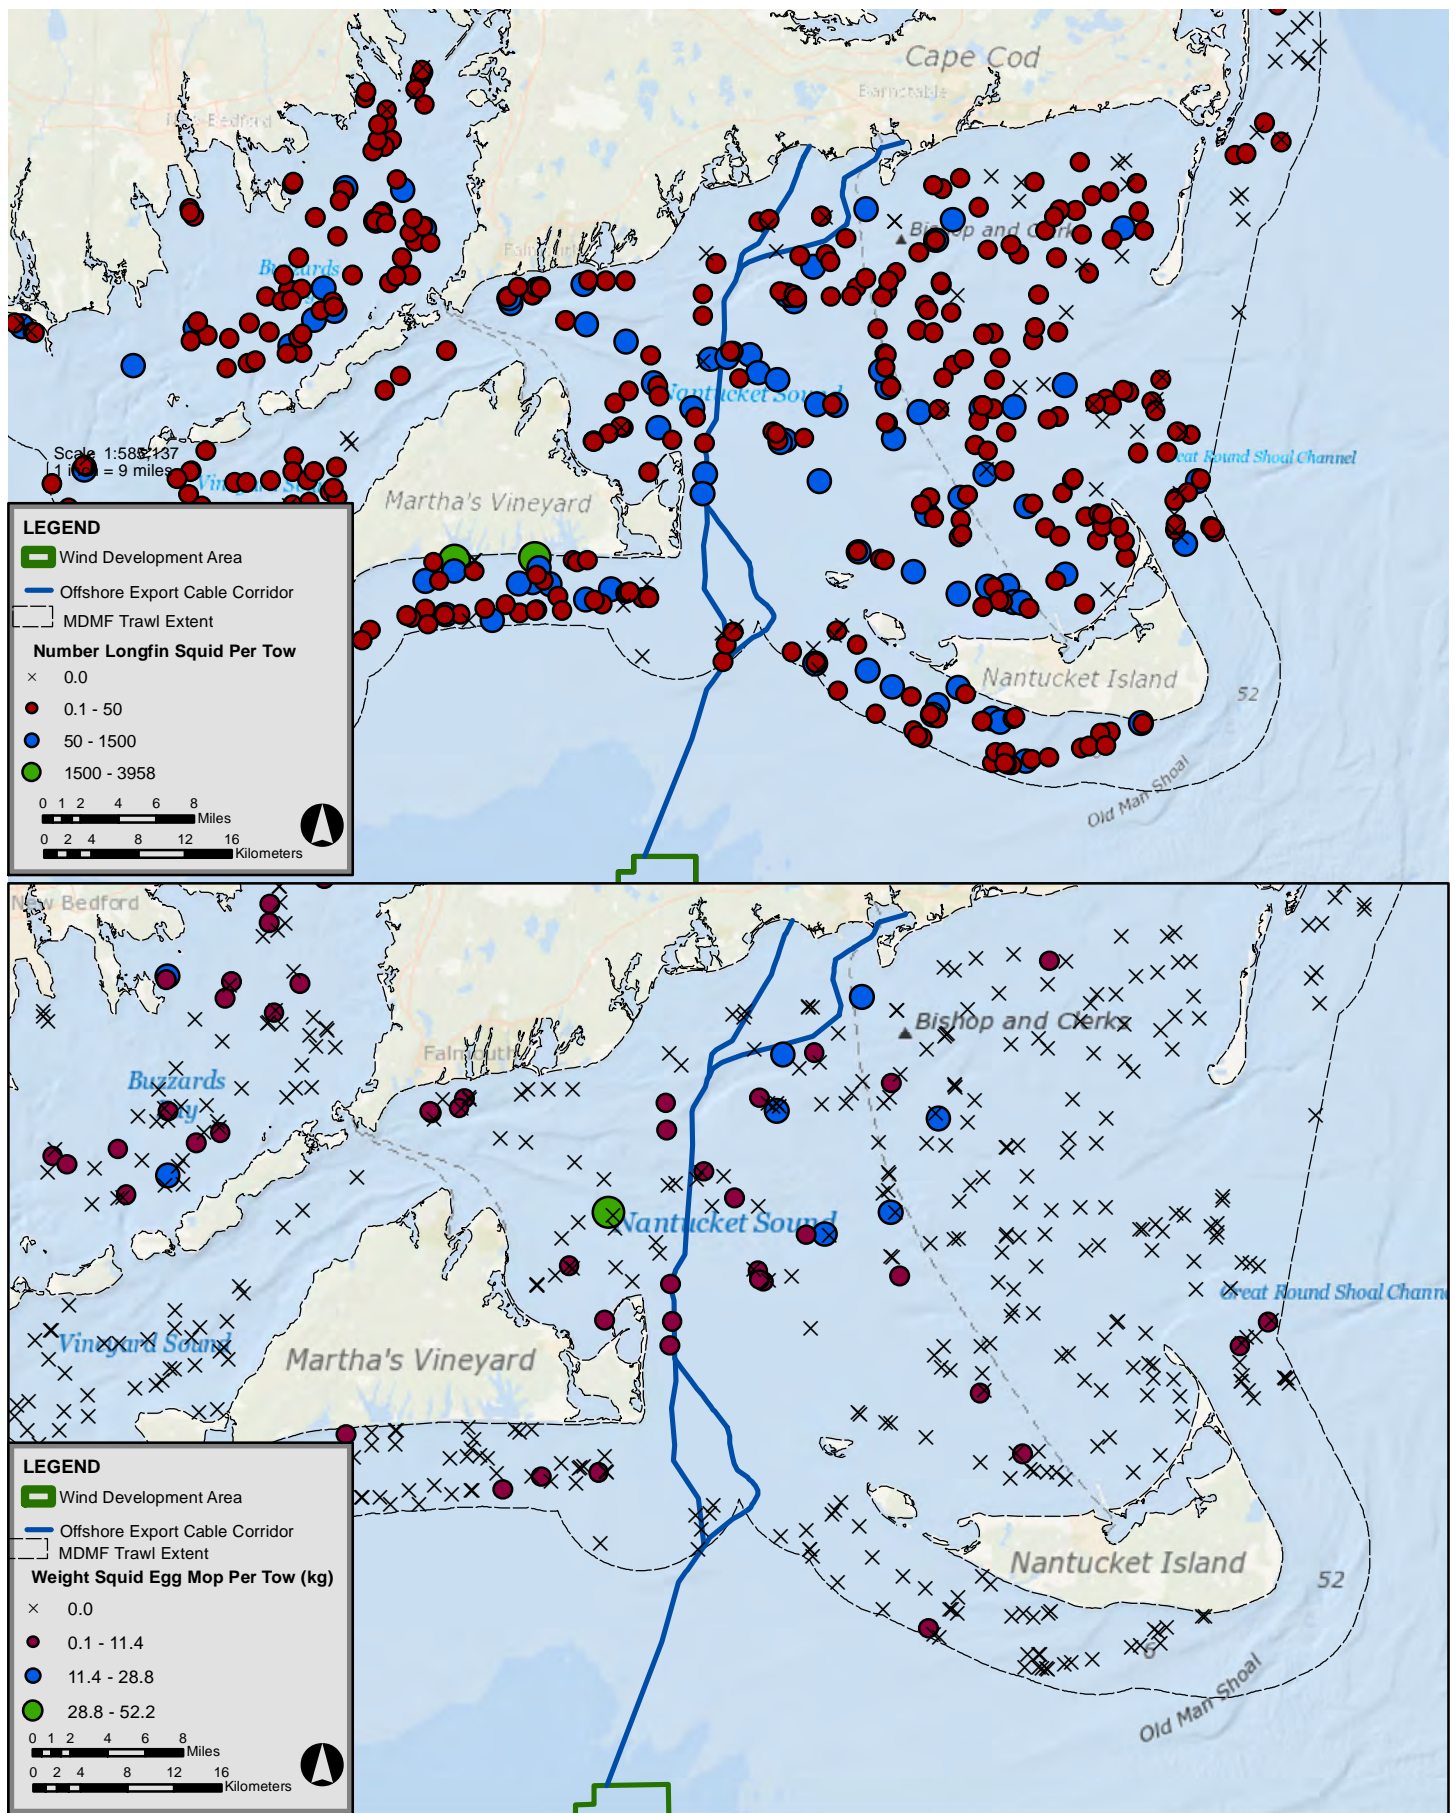 Cape Cod
Barnstable
New Bedford
Bishop and Clerks
Falmouth
Buzzards
Nantucket Sound
Scale 1:585,137
1 inch = 9 miles
Great Round Shoal Channel
Vineyard Sound
Martha's Vineyard
LEGEND
Wind Development Area
Offshore Export Cable Corridor
MDMF Trawl Extent
Number Longfin Squid Per Tow
0.0
0.1 - 50
50 - 1500
1500 - 3958
0 1 2 4 6 8
Miles
0 2 4 8 12 16
Kilometers
Nantucket Island
52
Old Man Shoal
New Bedford
Bishop and Clerks
Falmouth
Buzzards
Bay
Nantucket Sound
Great Round Shoal Channe
Vineyard Sound
Martha's Vineyard
LEGEND
Wind Development Area
Offshore Export Cable Corridor
MDMF Trawl Extent
Weight Squid Egg Mop Per Tow (kg)
0.0
0.1 - 11.4
11.4 - 28.8
28.8 - 52.2
0 1 2 4 6 8
Miles
0 2 4 8 12 16
Kilometers
Nantucket Island
52
6
Old Man Shoal